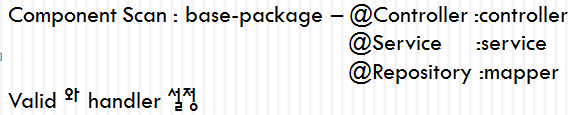 Component Scan : base-package – @Controller :controller
@Service :service
@Repository :mapper
Valid 와 handler 설정